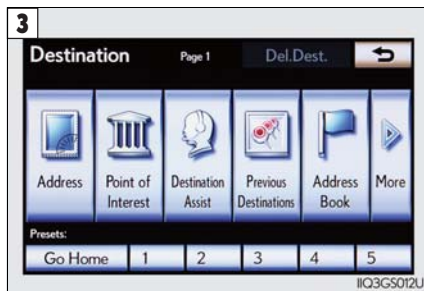 3
Destination Page 1 Del.Dest.
Address Point of Interest Destination Assist Previous Destinations Address Book More
Presets:
Go Home 1 2 3 4 5
IIQ3GS012U